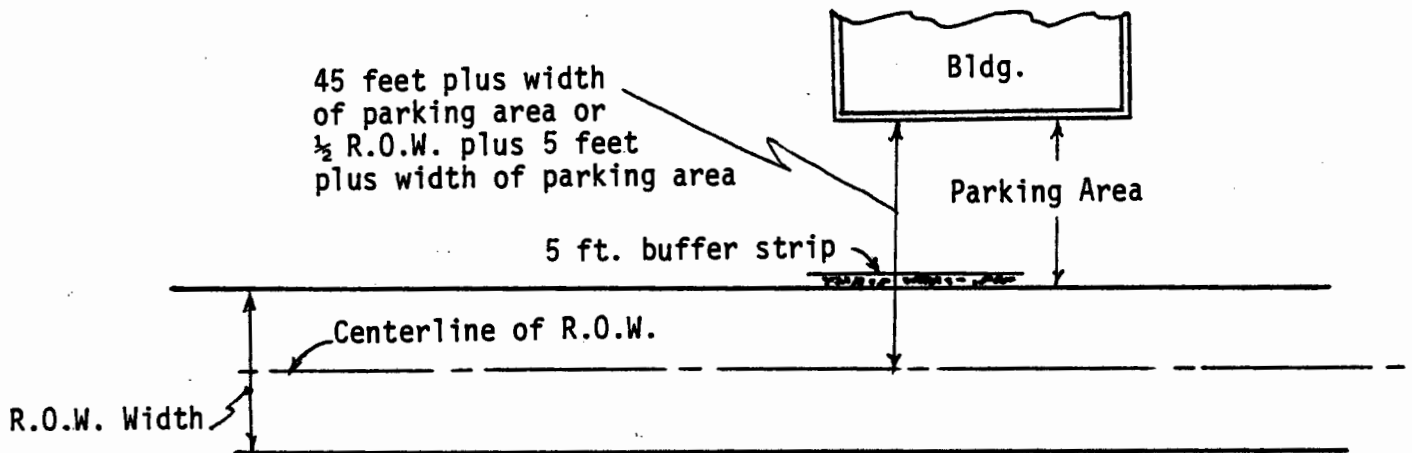 Bldg.
45 feet plus width
of parking area or
½ R.O.W. plus 5 feet
plus width of parking area
Parking Area
5 ft. buffer strip
Centerline of R.O.W.
R.O.W. Width